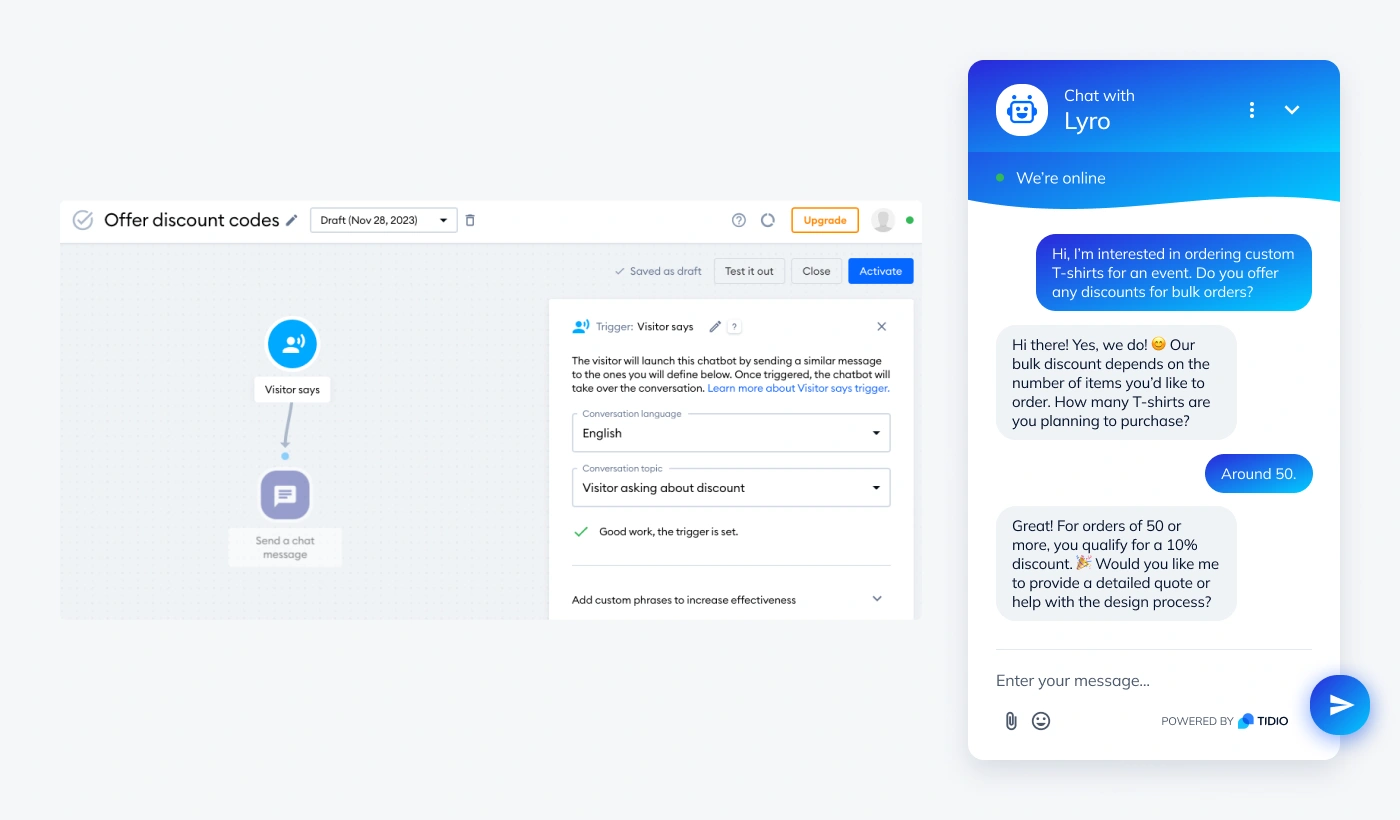 Offer discount codes
Draft (Nov 28, 2023)
?
Upgrade
Saved as draft
Test it out
Close
Activate
Visitor says
Send a chat
message
Trigger: Visitor says
?
The visitor will launch this chatbot by sending a similar message
to the ones you will define below. Once triggered, the chatbot will
take over the conversation. Learn more about Visitor says trigger.
Conversation language
English
Conversation topic
Visitor asking about discount
Good work, the trigger is set.
Add custom phrases to increase effectiveness
Chat with
Lyro
We’re online
Hi, I’m interested in ordering custom
T-shirts for an event. Do you offer
any discounts for bulk orders?
Hi there! Yes, we do! 😊 Our
bulk discount depends on the
number of items you’d like to
order. How many T-shirts are
you planning to purchase?
Around 50.
Great! For orders of 50 or
more, you qualify for a 10%
discount. 🎉 Would you like me
to provide a detailed quote or
help with the design process?
Enter your message...
POWERED BY TIDIO